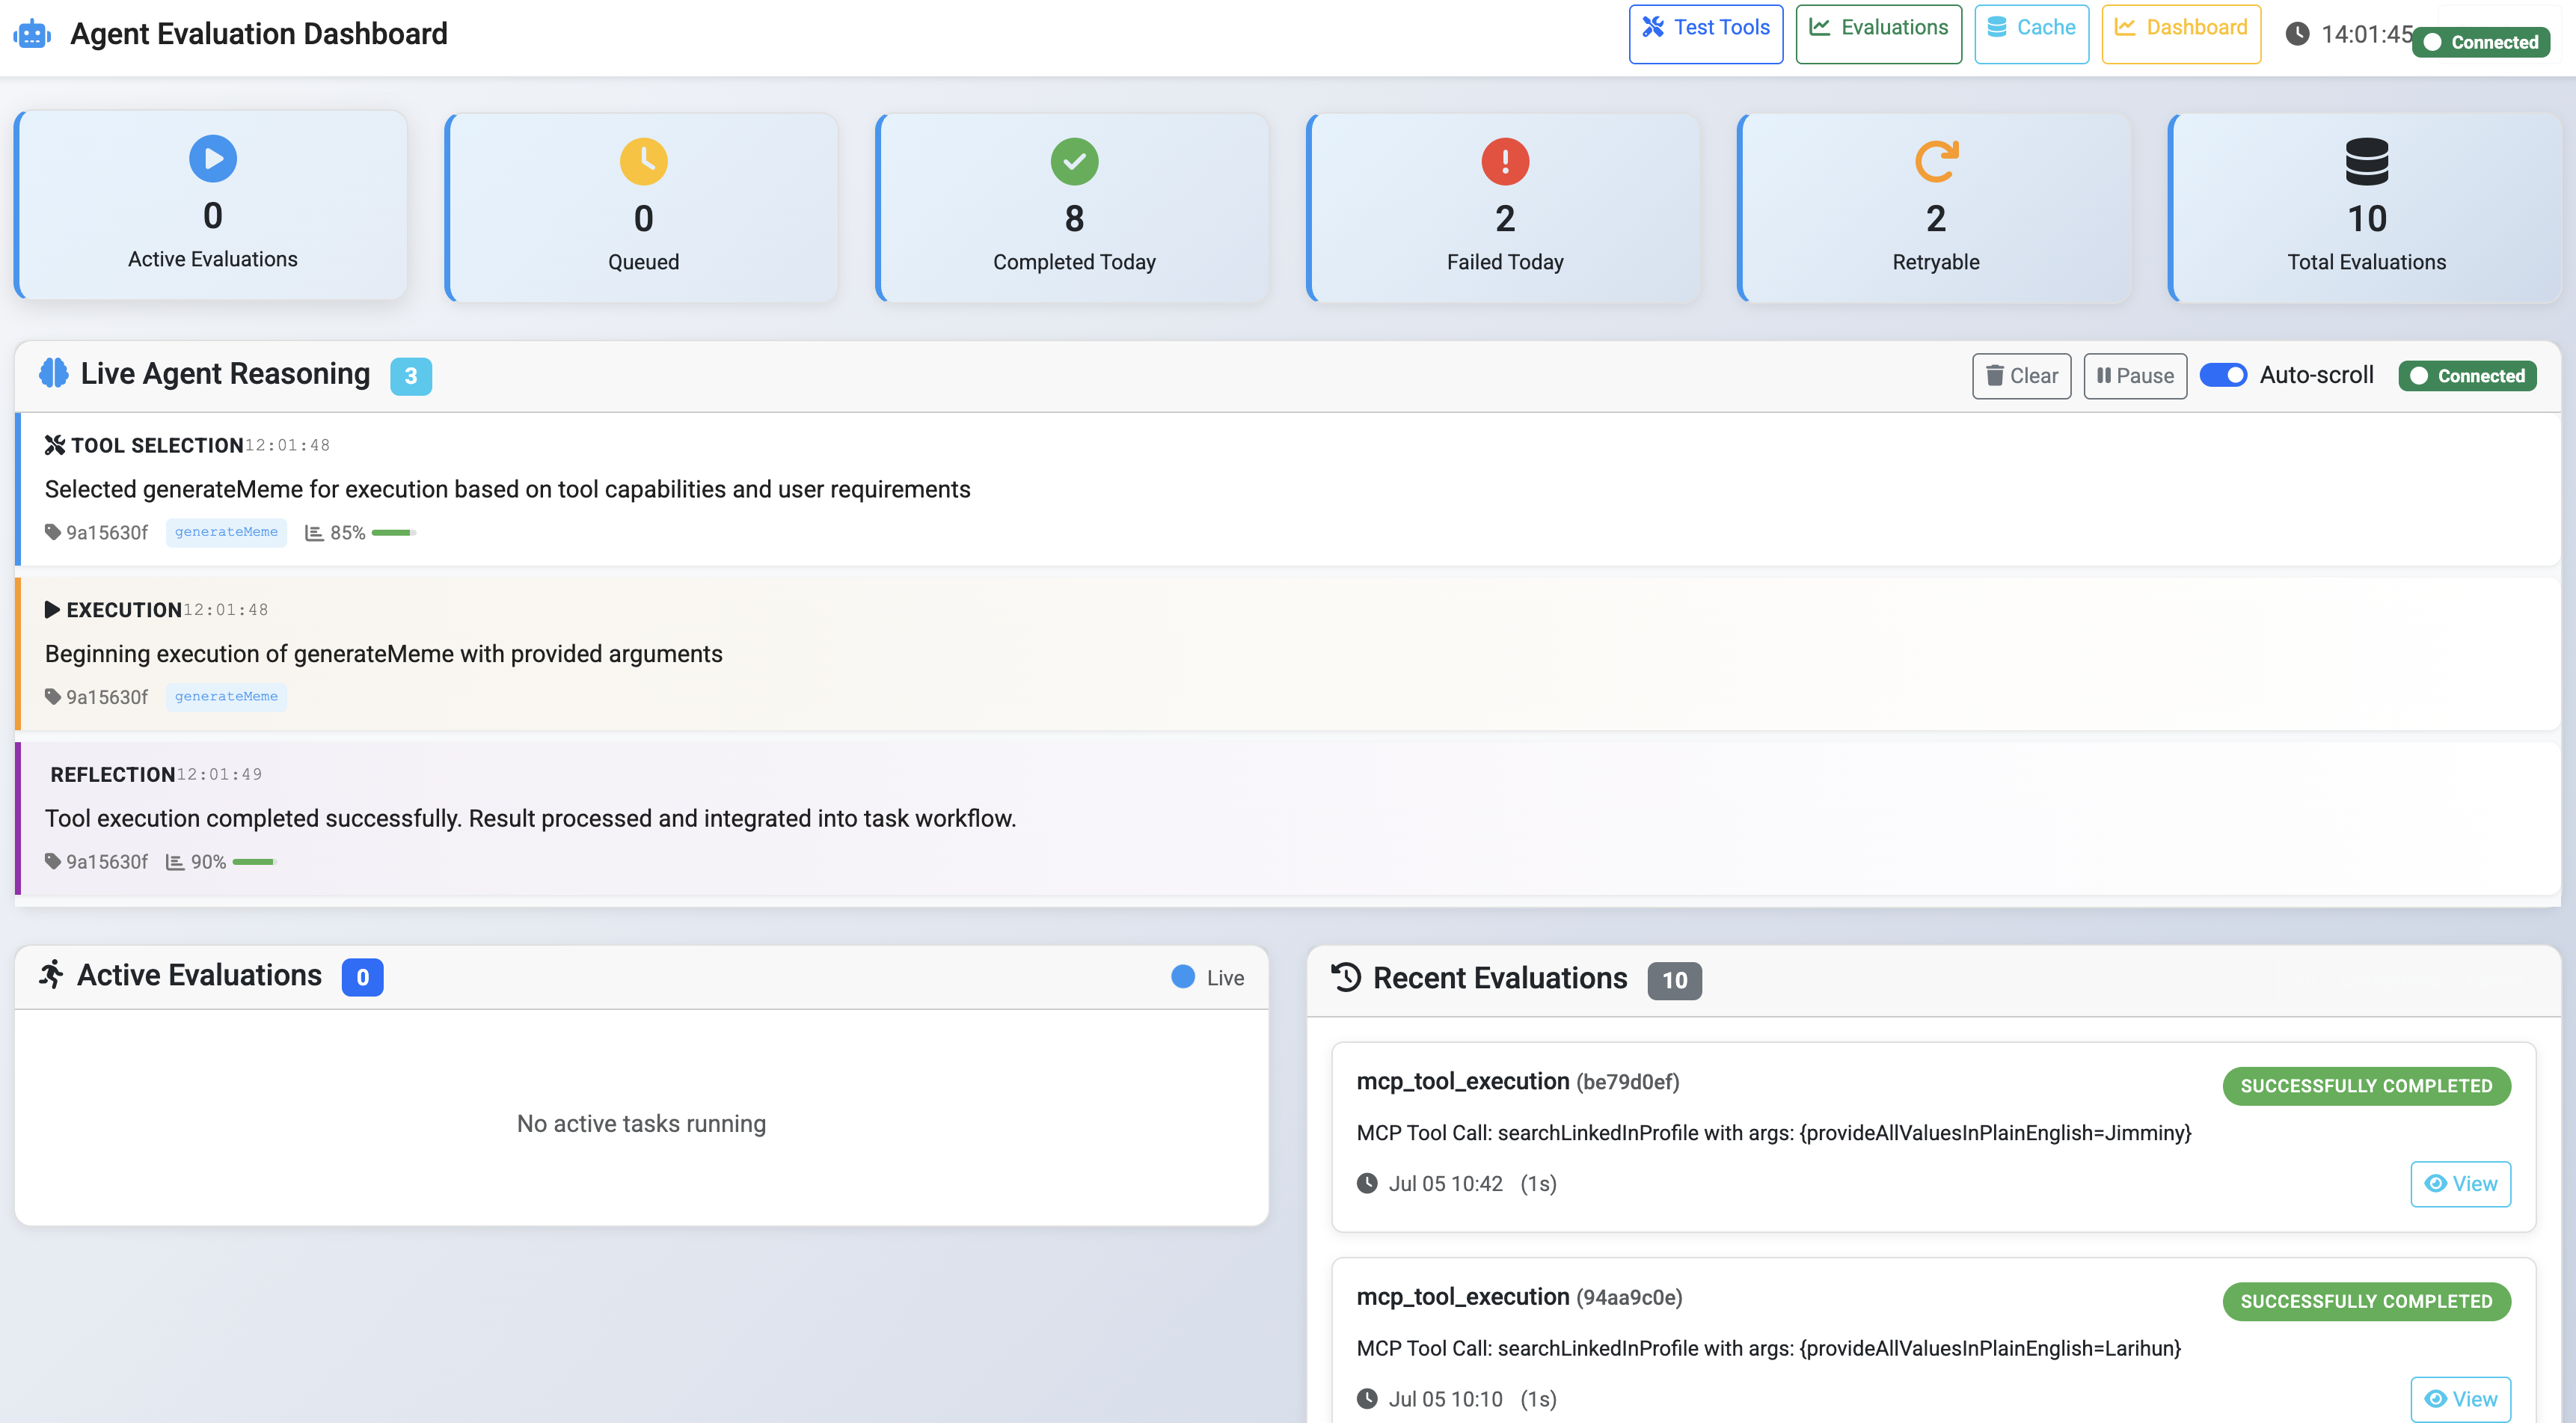 Agent Evaluation Dashboard
Test Tools
Evaluations
Cache
Dashboard
14:01:45
Connected
0
Active Evaluations
0
Queued
8
Completed Today
2
Failed Today
2
Retryable
10
Total Evaluations
Live Agent Reasoning 3
Clear
Pause
Auto-scroll
Connected
TOOL SELECTION12:01:48
Selected generateMeme for execution based on tool capabilities and user requirements
9a15630f generateMeme 85%
EXECUTION12:01:48
Beginning execution of generateMeme with provided arguments
9a15630f generateMeme
REFLECTION12:01:49
Tool execution completed successfully. Result processed and integrated into task workflow.
9a15630f 90%
Active Evaluations 0
Live
No active tasks running
Recent Evaluations 10
mcp_tool_execution (be79d0ef)
SUCCESSFULLY COMPLETED
MCP Tool Call: searchLinkedInProfile with args: {provideAllValuesInPlainEnglish=Jimminy}
Jul 05 10:42 (1s)
View
mcp_tool_execution (94aa9c0e)
SUCCESSFULLY COMPLETED
MCP Tool Call: searchLinkedInProfile with args: {provideAllValuesInPlainEnglish=Larihun}
Jul 05 10:10 (1s)
View